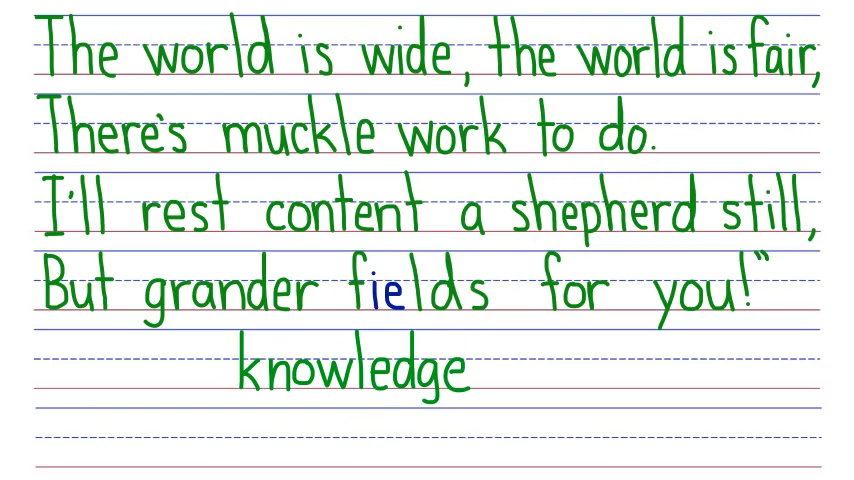 The world is wide, the world is fair,
There's muckle work to do.
I'll rest content a shepherd still,
But grander fields for you!"
knowledge